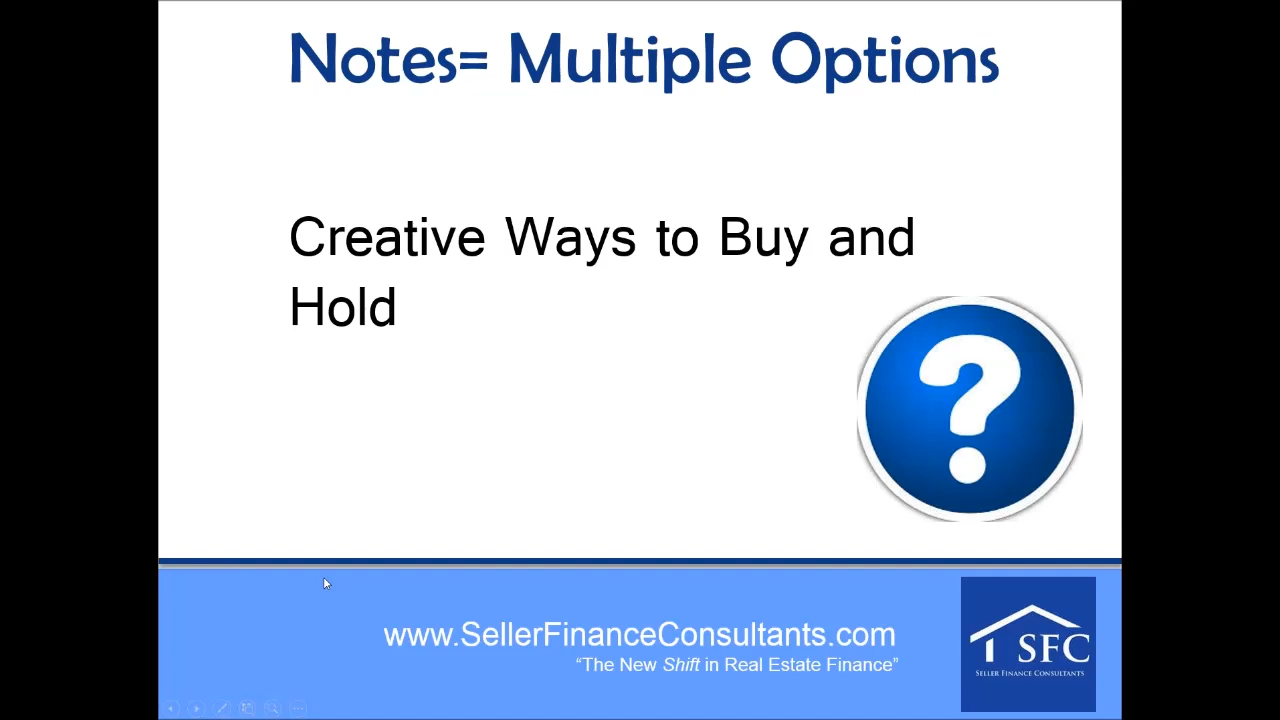 Notes= Multiple Options
Creative Ways to Buy and
Hold
?
www.SellerFinanceConsultants.com
“The New Shift in Real Estate Finance”
SFC
SELLER FINANCE CONSULTANTS